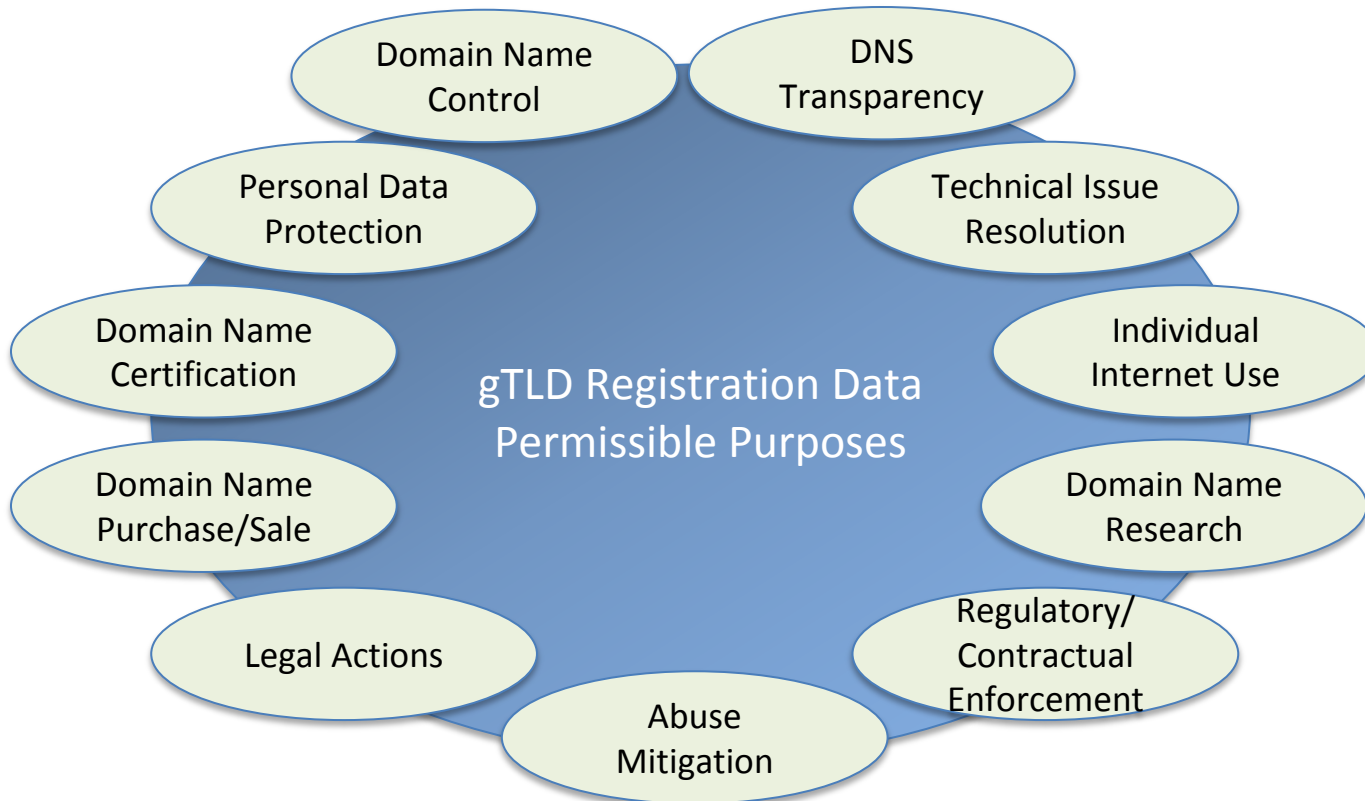 Domain Name
Control
DNS
Transparency
Personal Data
Protection
Technical Issue
Resolution
Domain Name
Certification
Individual
Internet Use
gTLD Registration Data
Permissible Purposes
Domain Name
Purchase/Sale
Domain Name
Research
Legal Actions
Regulatory/
Contractual
Enforcement
Abuse
Mitigation